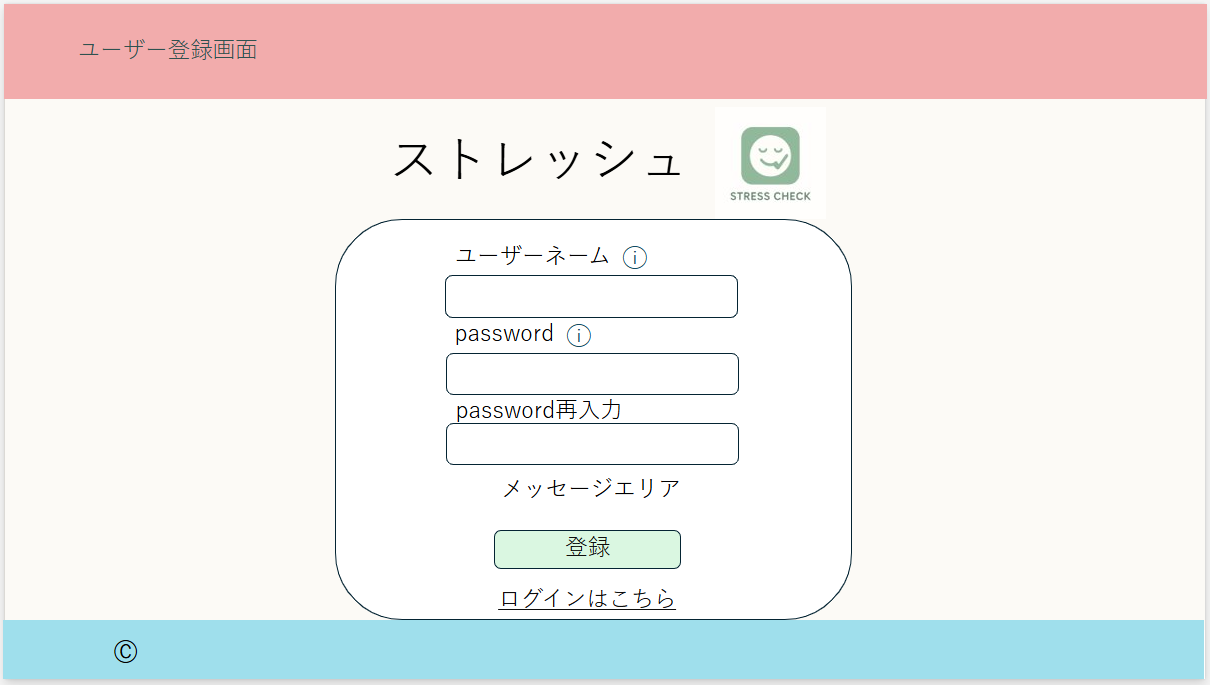 ユーザー登録画面
ストレッシュ
STRESS CHECK
ユーザーネーム ⓘ
password ⓘ
password再入力
メッセージエリア
登録
ログインはこちら
Ⓒ